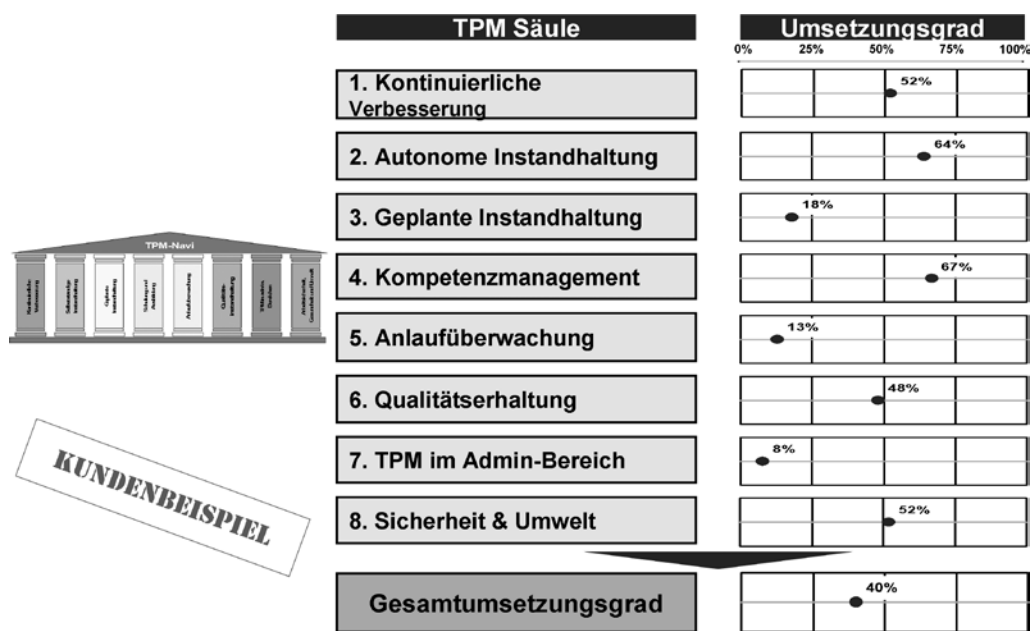 TPM Säule
Umsetzungsgrad
0% 25% 50% 75% 100%
1. Kontinuierliche
Verbesserung
52%
2. Autonome Instandhaltung
64%
3. Geplante Instandhaltung
18%
TPM-Navi
4. Kompetenzmanagement
67%
5. Anlaufüberwachung
13%
6. Qualitätserhaltung
48%
KUNDENBEISPIEL
7. TPM im Admin-Bereich
8%
8. Sicherheit & Umwelt
52%
Gesamtumsetzungsgrad
40%